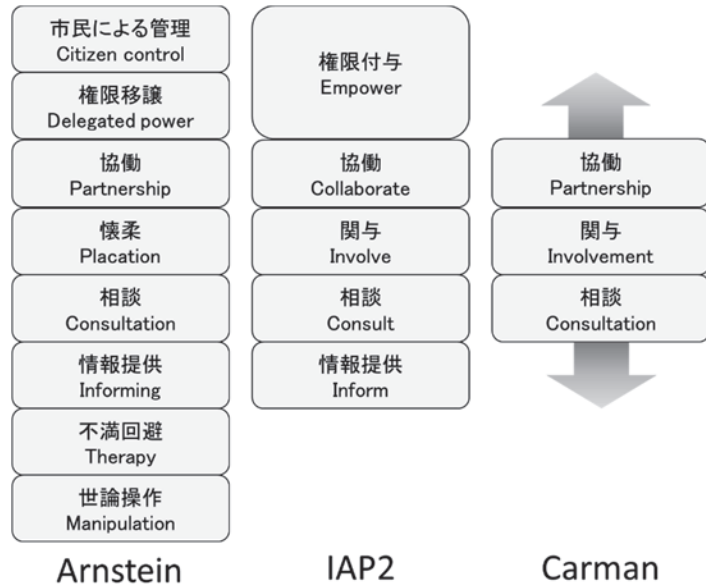 市民による管理
Citizen control
権限移譲
Delegated power
協働
Partnership
懐柔
Placation
相談
Consultation
情報提供
Informing
不満回避
Therapy
世論操作
Manipulation
Arnstein
権限付与
Empower
協働
Collaborate
関与
Involve
相談
Consult
情報提供
Inform
IAP2
協働
Partnership
関与
Involvement
相談
Consultation
Carman